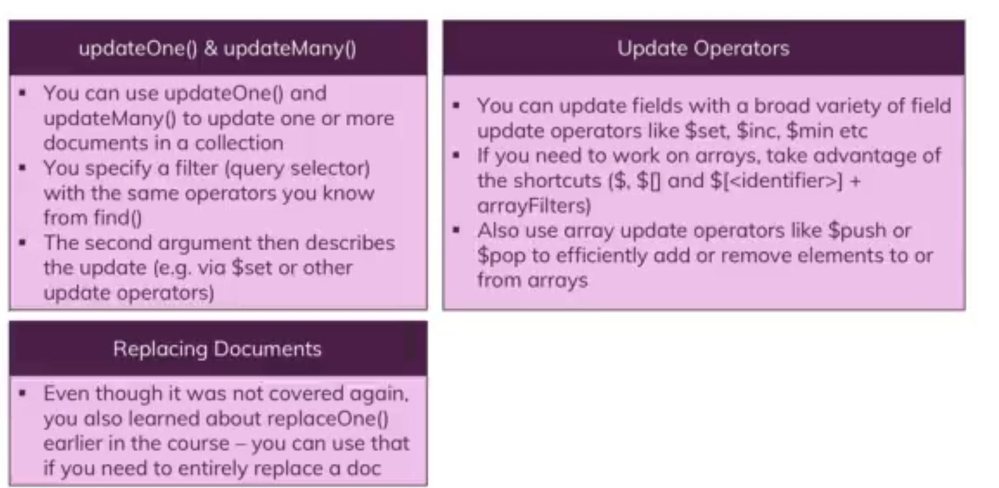 updateOne() & updateMany()
▪ You can use updateOne() and
updateMany() to update one or more
documents in a collection
▪ You specify a filter (query selector)
with the same operators you know
from find()
▪ The second argument then describes
the update (e.g. via $set or other
update operators)
Update Operators
▪ You can update fields with a broad variety of field
update operators like $set, $inc, $min etc
▪ If you need to work on arrays, take advantage of
the shortcuts ($, $[] and $[<identifier>] +
arrayFilters)
▪ Also use array update operators like $push or
$pop to efficiently add or remove elements to or
from arrays
Replacing Documents
▪ Even though it was not covered again,
you also learned about replaceOne()
earlier in the course – you can use that
if you need to entirely replace a doc